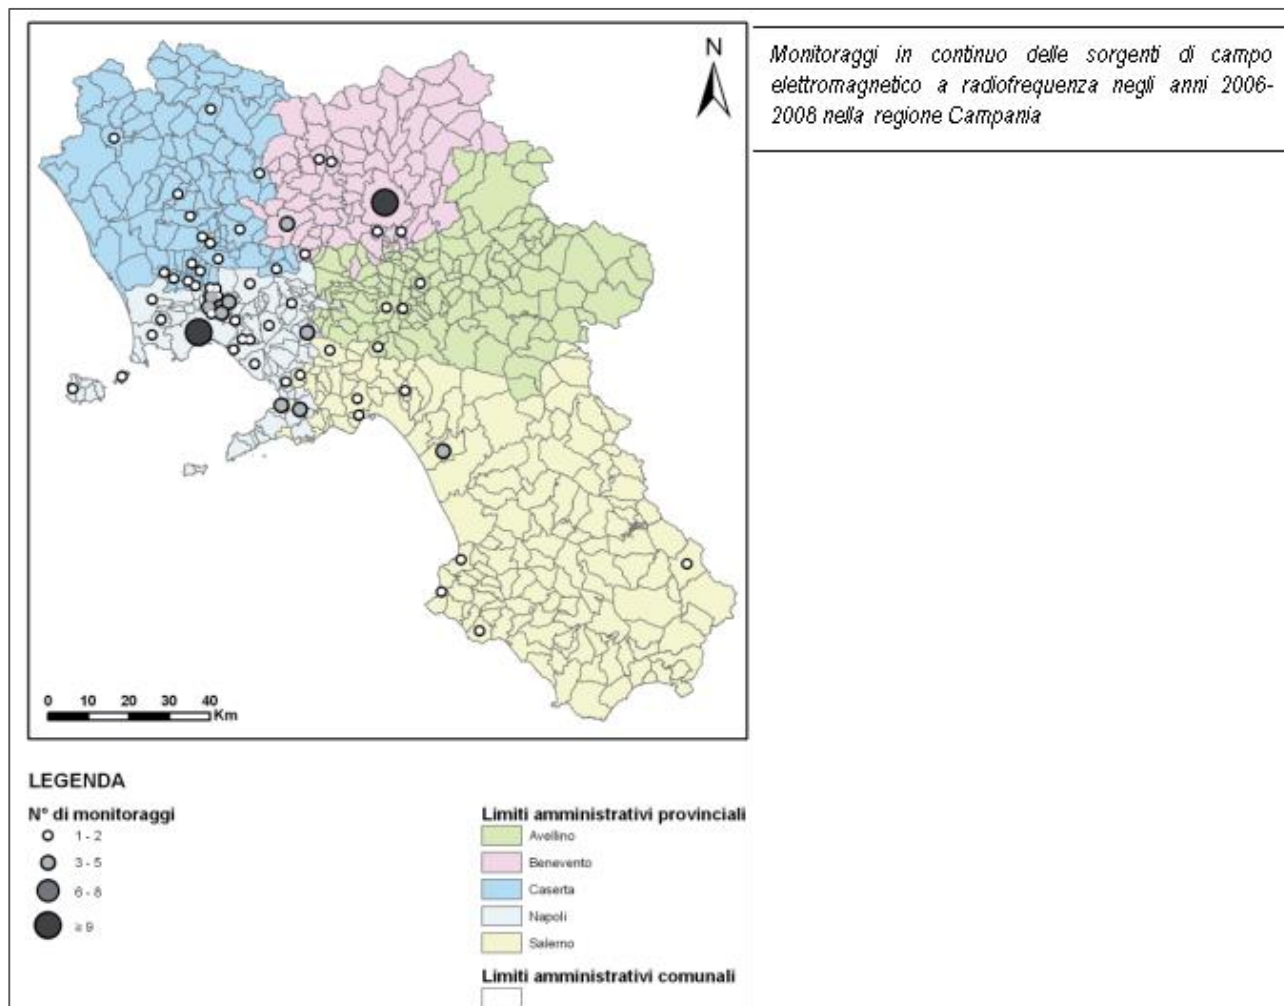 N
Monitoraggi in continuo delle sorgenti di campo
elettromagnetico a radiofrequenza negli anni 2006-
2008 nella regione Campania
0 10 20 30 40
Km
LEGENDA
N° di monitoraggi
1 - 2
3 - 5
6 - 8
≥ 9
Limiti amministrativi provinciali
Avellino
Benevento
Caserta
Napoli
Salerno
Limiti amministrativi comunali